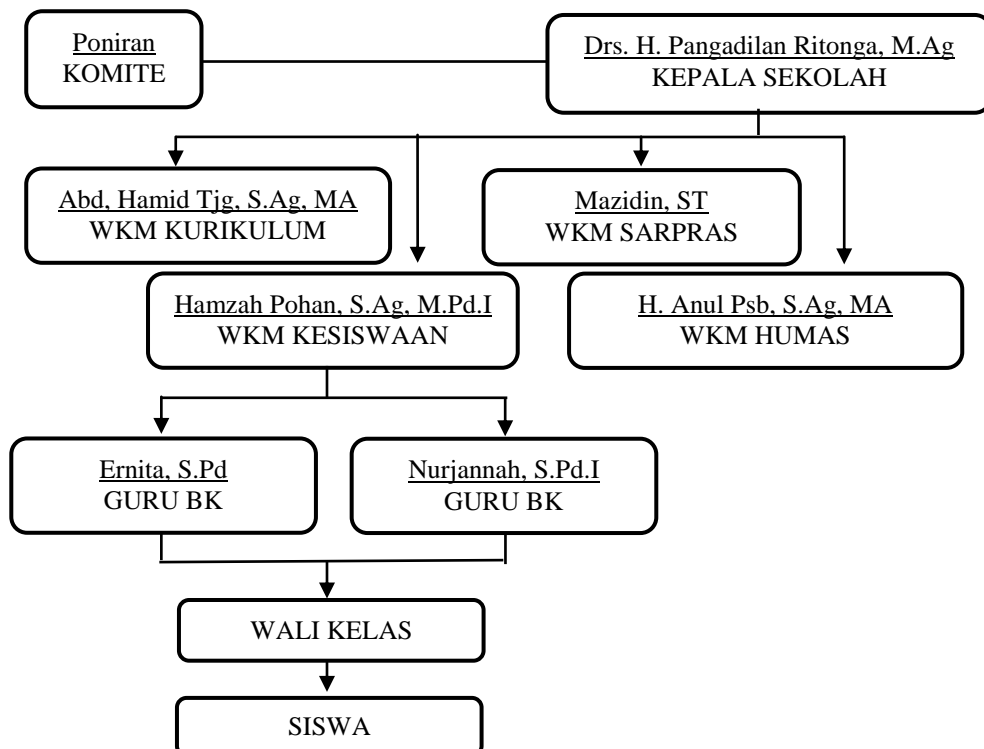 Poniran
KOMITE
Drs. H. Pangadilan Ritonga, M.Ag
KEPALA SEKOLAH
Abd, Hamid Tjg, S.Ag, MA
WKM KURIKULUM
Mazidin, ST
WKM SARPRAS
Hamzah Pohan, S.Ag, M.Pd.I
WKM KESISWAAN
H. Anul Psb, S.Ag, MA
WKM HUMAS
Ernita, S.Pd
GURU BK
Nurjannah, S.Pd.I
GURU BK
WALI KELAS
SISWA